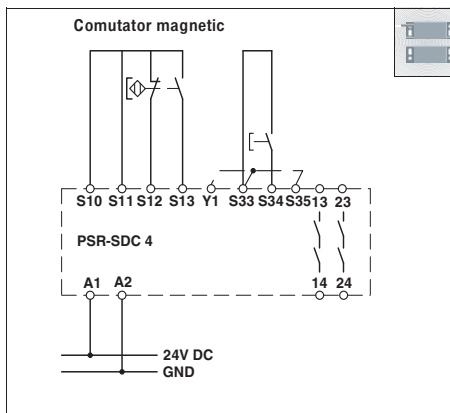 Comutator magnetic
S10 S11 S12 S13 Y1 S33 S34 S35 13 23
PSR-SDC 4
A1 A2 14 24
24V DC
GND